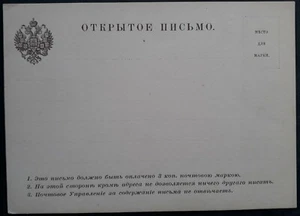 ОТКРЫТОЕ ПИСЬМО.
МѢСТО
ДЛЯ
МАРКИ.
1. Это письмо должно быть оплачено 3 коп. почтовою маркою.
2. На этой сторонѣ, кромѣ адреса не дозволяется ничего другаго писать.
3. Почтовое Управленіе за содержаніе письма не отвѣчаетъ.